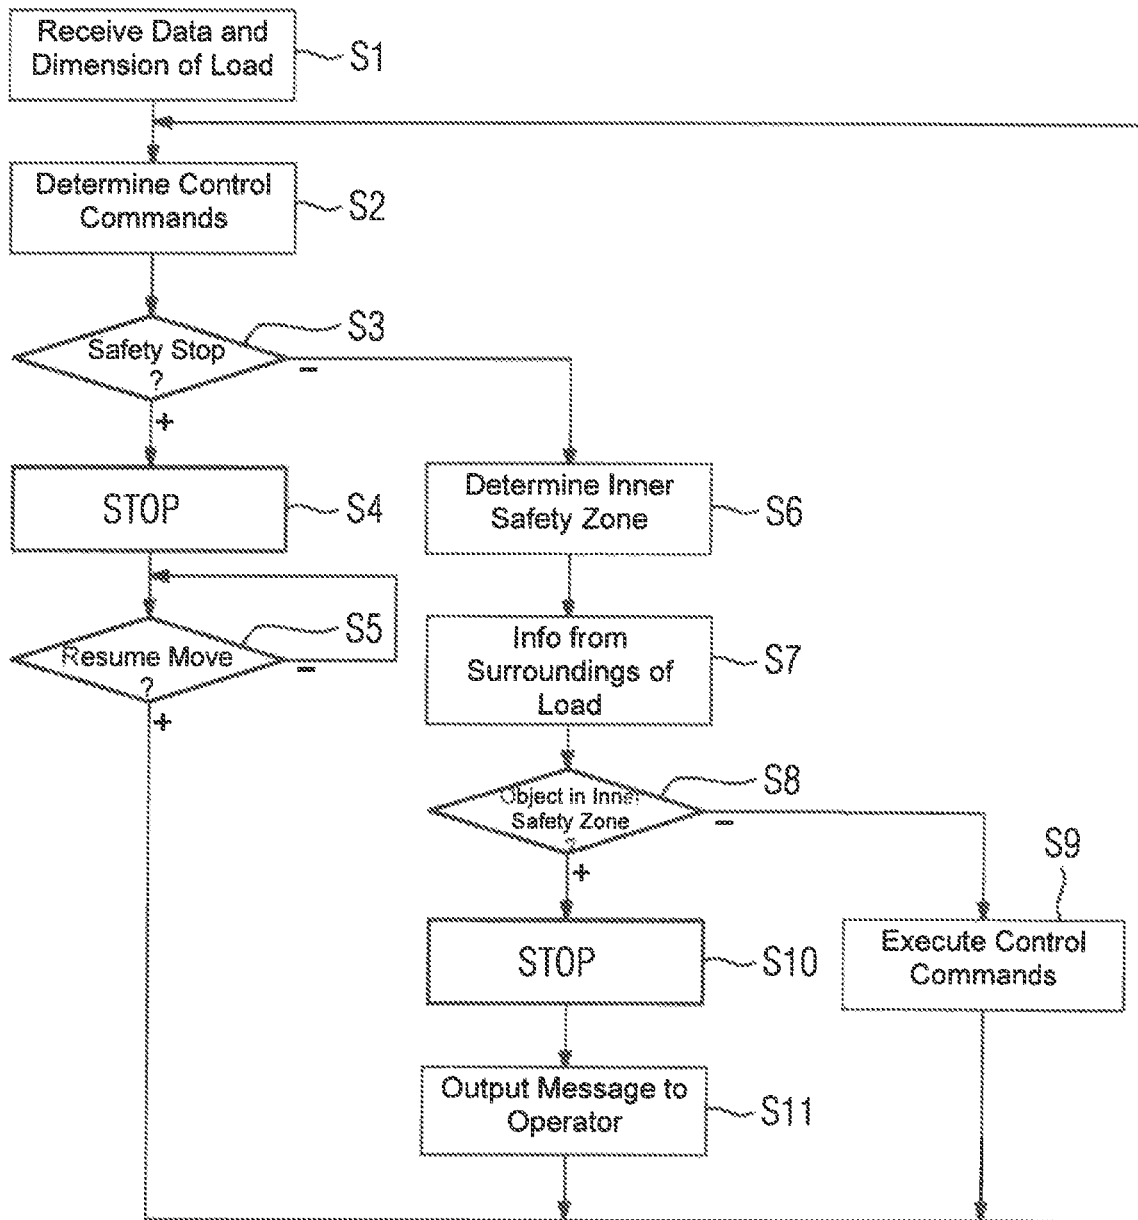 Receive Data and
Dimension of Load
S1
Determine Control
Commands
S2
Safety Stop
?
S3
-
+
STOP
S4
Resume Move
?
S5
-
+
Determine Inner
Safety Zone
S6
Info from
Surroundings of
Load
S7
Object in Inner
Safety Zone
?
S8
-
+
S9
Execute Control
Commands
STOP
S10
Output Message to
Operator
S11